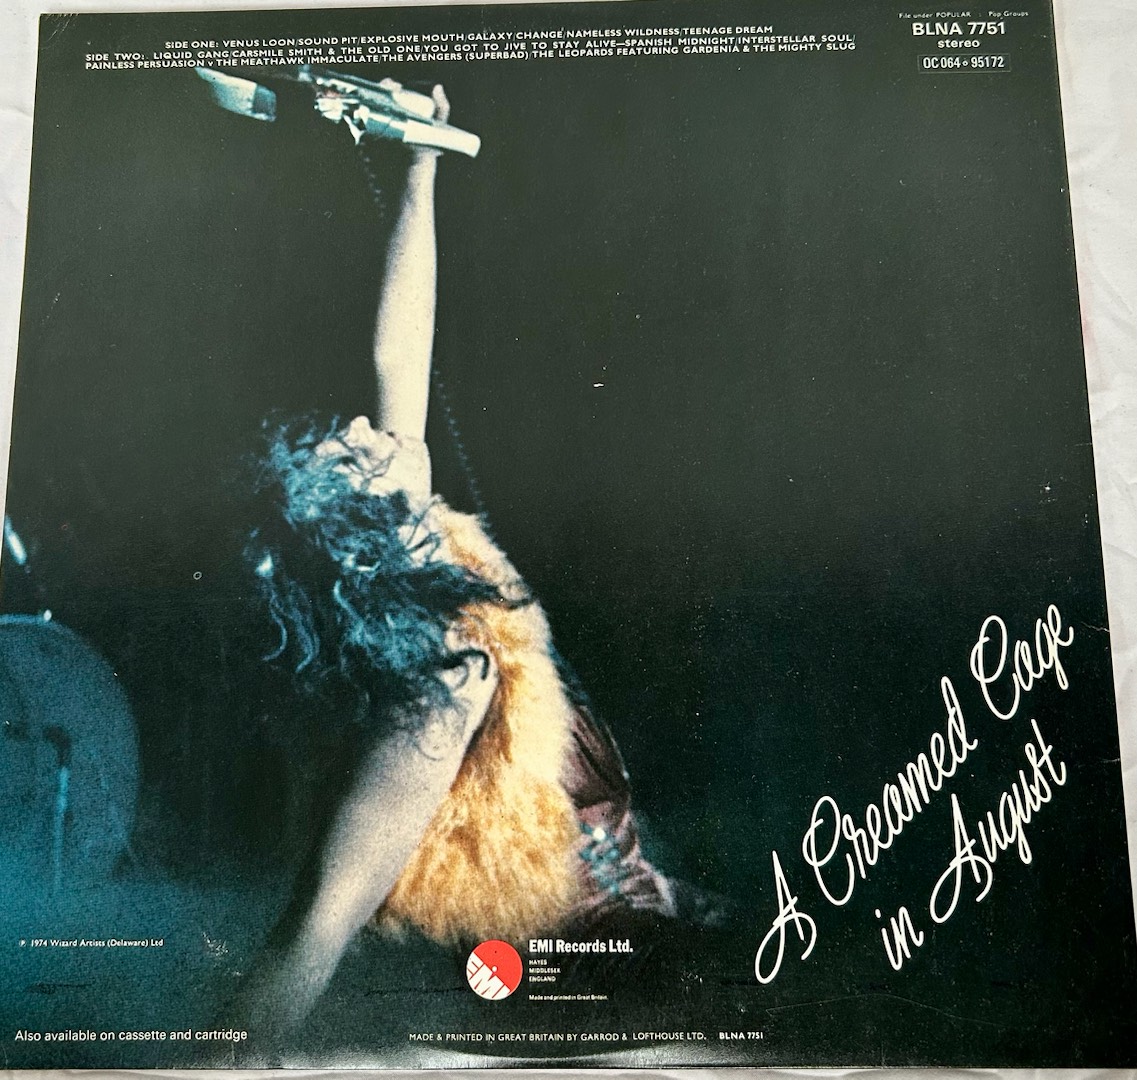 File under POPULAR : Pop Groups
BLNA 7751
stereo
OC 064 ∘ 95172
SIDE ONE: VENUS LOON/SOUND PIT/EXPLOSIVE MOUTH/GALAXY/CHANGE/NAMELESS WILDNESS/TEENAGE DREAM
SIDE TWO: LIQUID GANG/CARSMILE SMITH & THE OLD ONE/YOU GOT TO JIVE TO STAY ALIVE—SPANISH MIDNIGHT/INTERSTELLAR SOUL/
PAINLESS PERSUASION v THE MEATHAWK IMMACULATE/THE AVENGERS (SUPERBAD)/THE LEOPARDS FEATURING GARDENIA & THE MIGHTY SLUG
A Creamed Cage
in August
℗ 1974 Wizard Artists (Delaware) Ltd
EMI
EMI Records Ltd.
HAYES
MIDDLESEX
ENGLAND
Made and printed in Great Britain
Also available on cassette and cartridge
MADE & PRINTED IN GREAT BRITAIN BY GARROD & LOFTHOUSE LTD. BLNA 7751